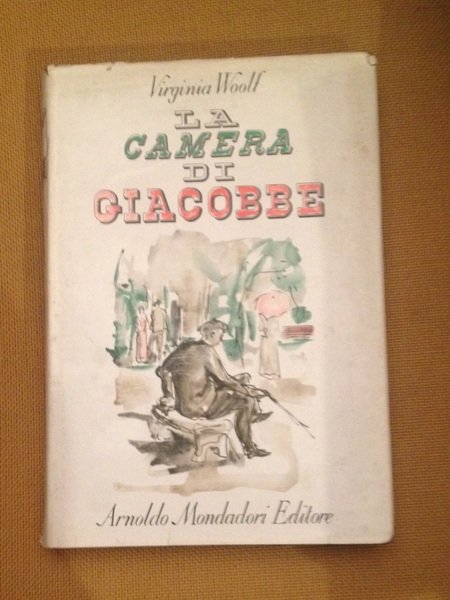 Virginia Woolf
LA
CAMERA
DI
GIACOBBE
Arnoldo Mondadori Editore